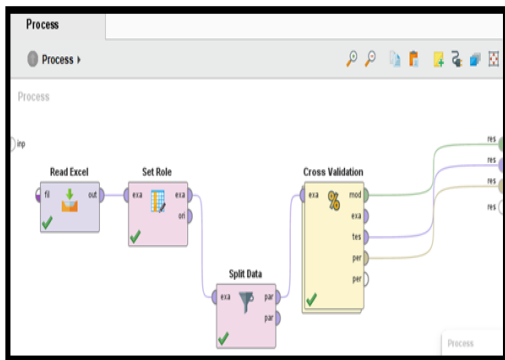 Process
Process
Process
inp
res
res
res
res
Read Excel
fil
out
Set Role
exa
exa
ori
Cross Validation
exa
mod
exa
tes
per
per
Split Data
exa
par
par
Process